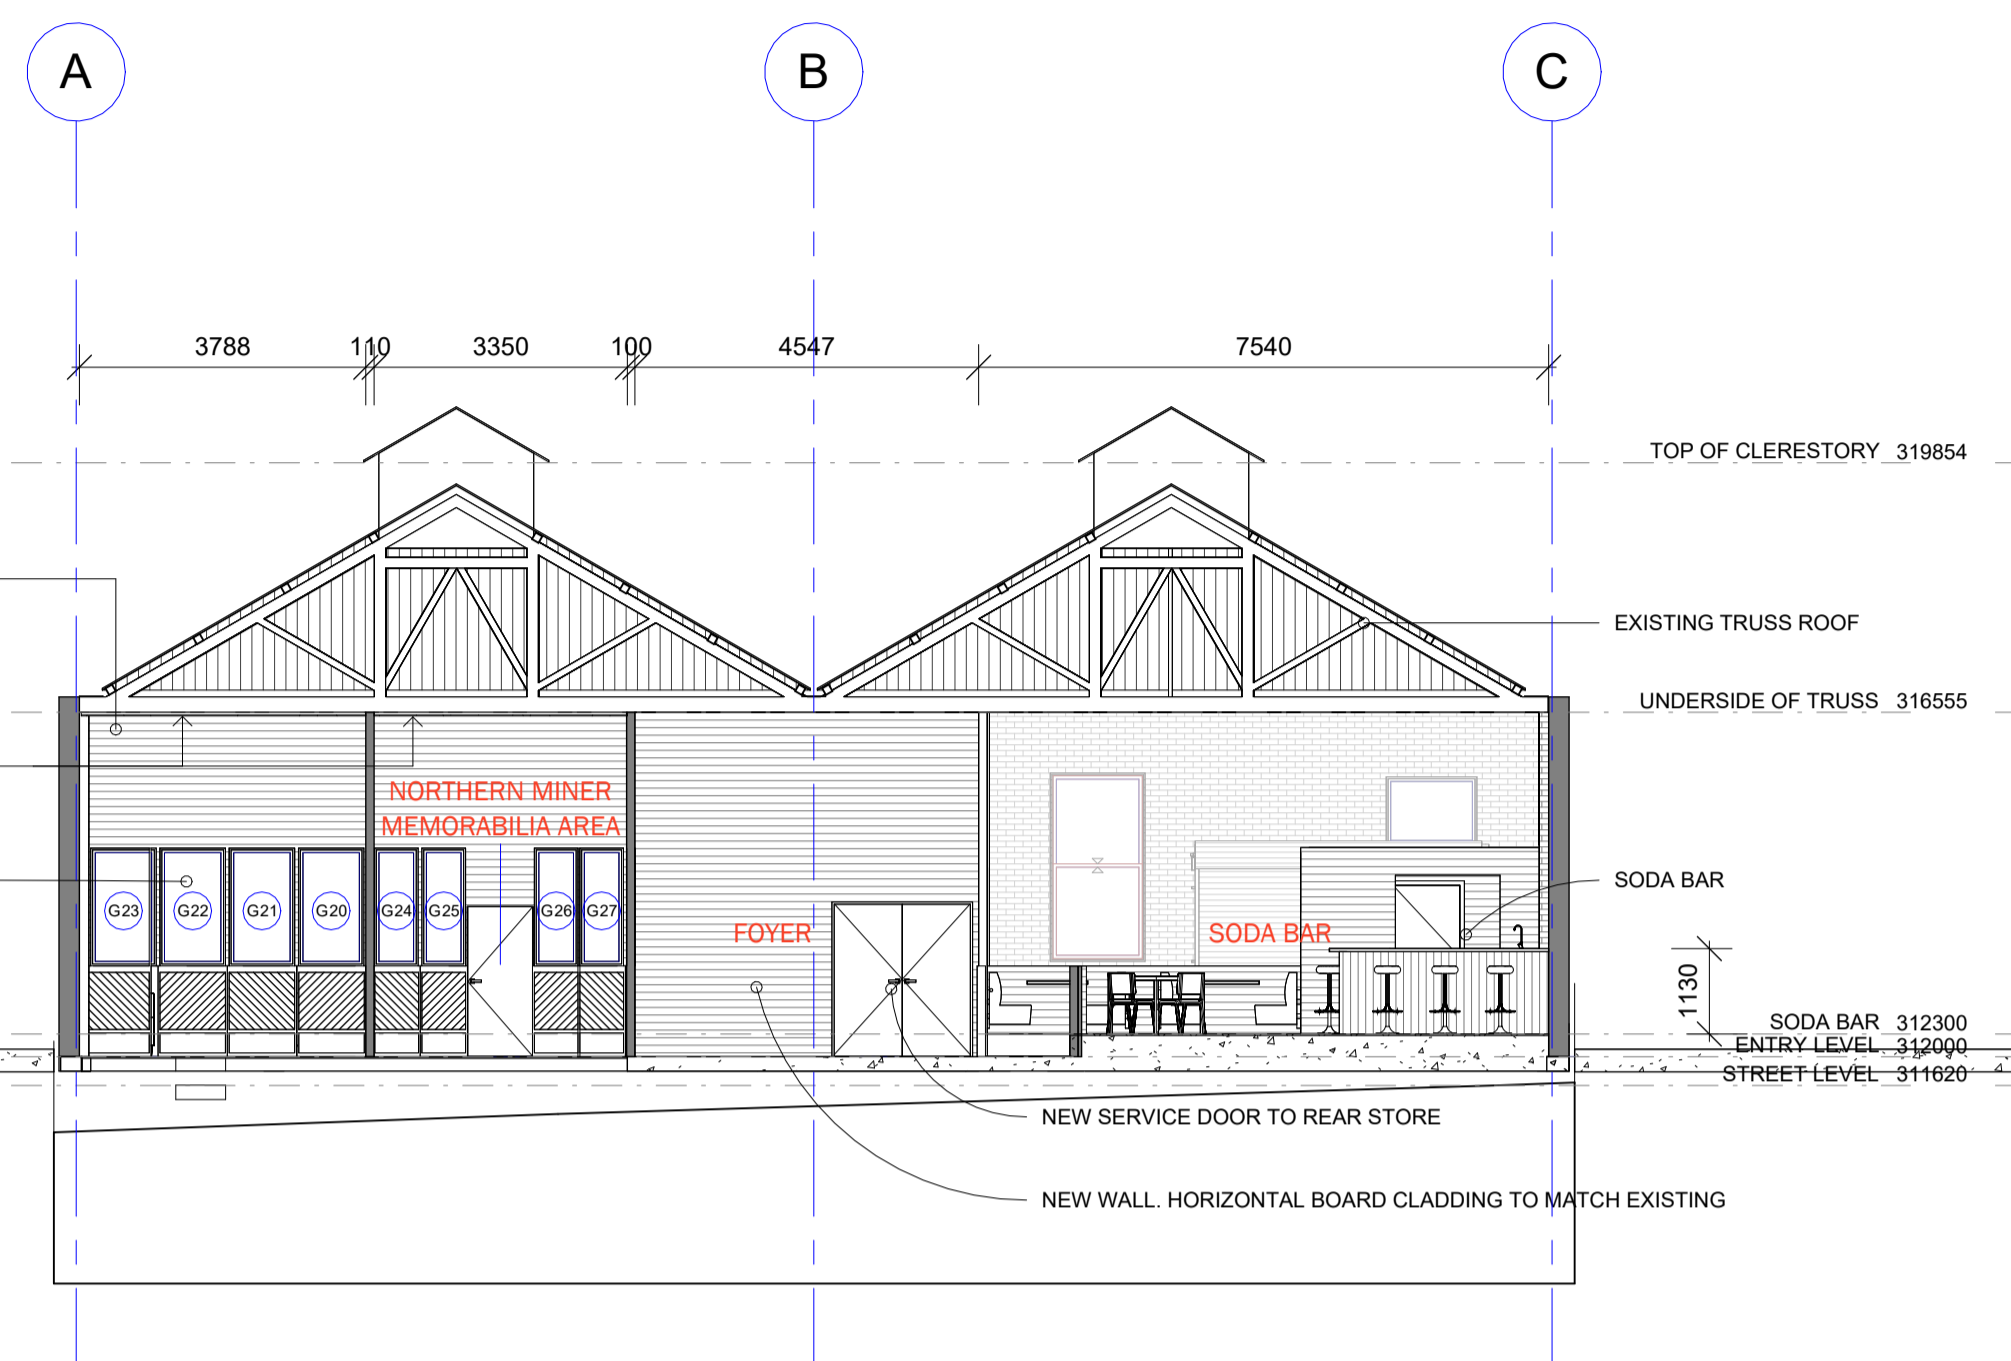 A
B
C
3788
110
3350
100
4547
7540
TOP OF CLERESTORY 319854
EXISTING TRUSS ROOF
UNDERSIDE OF TRUSS 316555
NORTHERN MINER
MEMORABILIA AREA
SODA BAR
G23
G22
G21
G20
G24
G25
G26
G27
FOYER
SODA BAR
1130
SODA BAR 312300
ENTRY LEVEL 312000
STREET LEVEL 311620
NEW SERVICE DOOR TO REAR STORE
NEW WALL. HORIZONTAL BOARD CLADDING TO MATCH EXISTING